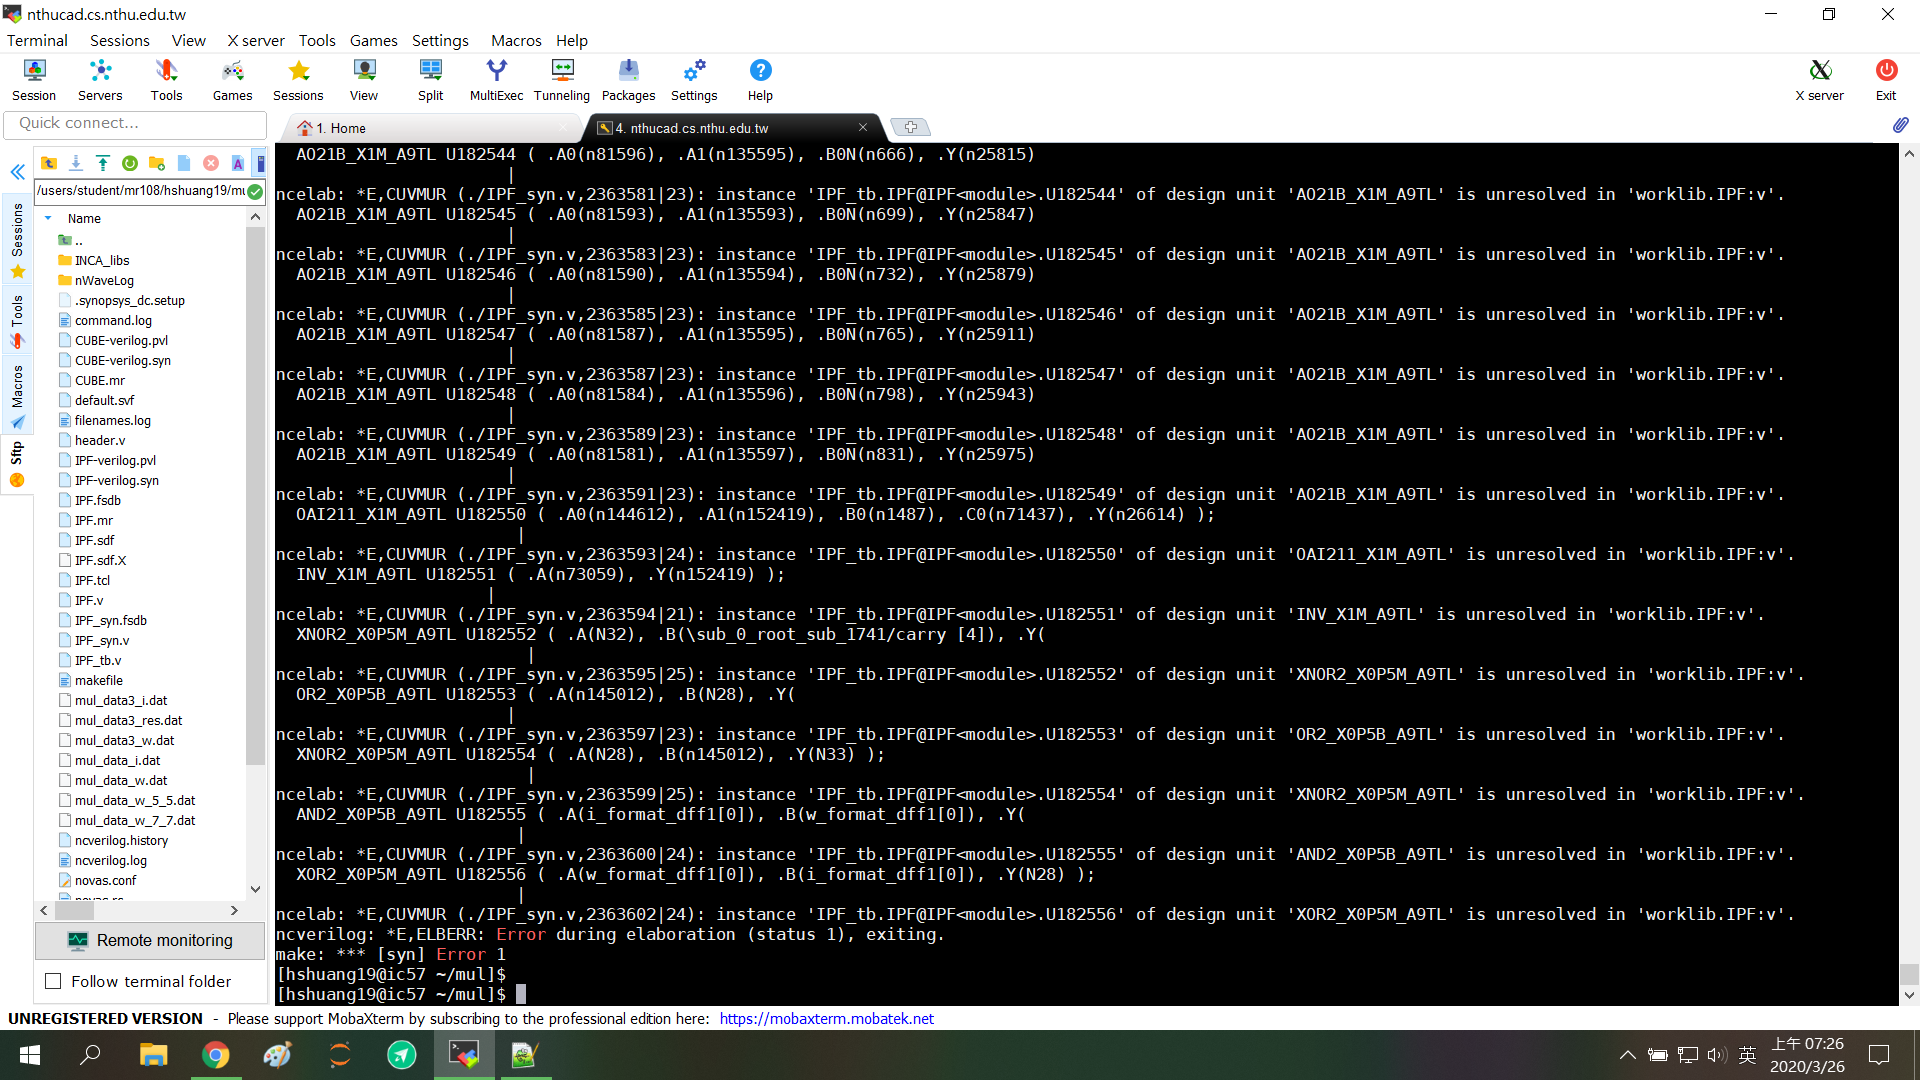 nthucad.cs.nthu.edu.tw
Terminal Sessions View X server Tools Games Settings Macros Help
Session Servers Tools Games Sessions View Split MultiExec Tunneling Packages Settings Help X server Exit
Quick connect...
1. Home
4. nthucad.cs.nthu.edu.tw
/users/student/mr108/hshuang19/mu
Sessions
Tools
Macros
Sftp
Name
..
INCA_libs
nWaveLog
.synopsys_dc.setup
command.log
CUBE-verilog.pvl
CUBE-verilog.syn
CUBE.mr
default.svf
filenames.log
header.v
IPF-verilog.pvl
IPF-verilog.syn
IPF.fsdb
IPF.mr
IPF.sdf
IPF.sdf.X
IPF.tcl
IPF.v
IPF_syn.fsdb
IPF_syn.v
IPF_tb.v
makefile
mul_data3_i.dat
mul_data3_res.dat
mul_data3_w.dat
mul_data_i.dat
mul_data_w.dat
mul_data_w_5_5.dat
mul_data_w_7_7.dat
ncverilog.history
ncverilog.log
novas.conf
Remote monitoring
Follow terminal folder
AO21B_X1M_A9TL U182544 ( .A0(n81596), .A1(n135595), .B0N(n666), .Y(n25815)
|
ncelab: *E,CUVMUR (./IPF_syn.v,2363581|23): instance 'IPF_tb.IPF@IPF<module>.U182544' of design unit 'AO21B_X1M_A9TL' is unresolved in 'worklib.IPF:v'.
AO21B_X1M_A9TL U182545 ( .A0(n81593), .A1(n135593), .B0N(n699), .Y(n25847)
|
ncelab: *E,CUVMUR (./IPF_syn.v,2363583|23): instance 'IPF_tb.IPF@IPF<module>.U182545' of design unit 'AO21B_X1M_A9TL' is unresolved in 'worklib.IPF:v'.
AO21B_X1M_A9TL U182546 ( .A0(n81590), .A1(n135594), .B0N(n732), .Y(n25879)
|
ncelab: *E,CUVMUR (./IPF_syn.v,2363585|23): instance 'IPF_tb.IPF@IPF<module>.U182546' of design unit 'AO21B_X1M_A9TL' is unresolved in 'worklib.IPF:v'.
AO21B_X1M_A9TL U182547 ( .A0(n81587), .A1(n135595), .B0N(n765), .Y(n25911)
|
ncelab: *E,CUVMUR (./IPF_syn.v,2363587|23): instance 'IPF_tb.IPF@IPF<module>.U182547' of design unit 'AO21B_X1M_A9TL' is unresolved in 'worklib.IPF:v'.
AO21B_X1M_A9TL U182548 ( .A0(n81584), .A1(n135596), .B0N(n798), .Y(n25943)
|
ncelab: *E,CUVMUR (./IPF_syn.v,2363589|23): instance 'IPF_tb.IPF@IPF<module>.U182548' of design unit 'AO21B_X1M_A9TL' is unresolved in 'worklib.IPF:v'.
AO21B_X1M_A9TL U182549 ( .A0(n81581), .A1(n135597), .B0N(n831), .Y(n25975)
|
ncelab: *E,CUVMUR (./IPF_syn.v,2363591|23): instance 'IPF_tb.IPF@IPF<module>.U182549' of design unit 'AO21B_X1M_A9TL' is unresolved in 'worklib.IPF:v'.
OAI211_X1M_A9TL U182550 ( .A0(n144612), .A1(n152419), .B0(n1487), .C0(n71437), .Y(n26614) );
|
ncelab: *E,CUVMUR (./IPF_syn.v,2363593|24): instance 'IPF_tb.IPF@IPF<module>.U182550' of design unit 'OAI211_X1M_A9TL' is unresolved in 'worklib.IPF:v'.
INV_X1M_A9TL U182551 ( .A(n73059), .Y(n152419) );
|
ncelab: *E,CUVMUR (./IPF_syn.v,2363594|21): instance 'IPF_tb.IPF@IPF<module>.U182551' of design unit 'INV_X1M_A9TL' is unresolved in 'worklib.IPF:v'.
XNOR2_X0P5M_A9TL U182552 ( .A(N32), .B(\sub_0_root_sub_1741/carry [4]), .Y(
|
ncelab: *E,CUVMUR (./IPF_syn.v,2363595|25): instance 'IPF_tb.IPF@IPF<module>.U182552' of design unit 'XNOR2_X0P5M_A9TL' is unresolved in 'worklib.IPF:v'.
OR2_X0P5B_A9TL U182553 ( .A(n145012), .B(N28), .Y(
|
ncelab: *E,CUVMUR (./IPF_syn.v,2363597|23): instance 'IPF_tb.IPF@IPF<module>.U182553' of design unit 'OR2_X0P5B_A9TL' is unresolved in 'worklib.IPF:v'.
XNOR2_X0P5M_A9TL U182554 ( .A(N28), .B(n145012), .Y(N33) );
|
ncelab: *E,CUVMUR (./IPF_syn.v,2363599|25): instance 'IPF_tb.IPF@IPF<module>.U182554' of design unit 'XNOR2_X0P5M_A9TL' is unresolved in 'worklib.IPF:v'.
AND2_X0P5B_A9TL U182555 ( .A(i_format_dff1[0]), .B(w_format_dff1[0]), .Y(
|
ncelab: *E,CUVMUR (./IPF_syn.v,2363600|24): instance 'IPF_tb.IPF@IPF<module>.U182555' of design unit 'AND2_X0P5B_A9TL' is unresolved in 'worklib.IPF:v'.
XOR2_X0P5M_A9TL U182556 ( .A(w_format_dff1[0]), .B(i_format_dff1[0]), .Y(N28) );
|
ncelab: *E,CUVMUR (./IPF_syn.v,2363602|24): instance 'IPF_tb.IPF@IPF<module>.U182556' of design unit 'XOR2_X0P5M_A9TL' is unresolved in 'worklib.IPF:v'.
ncverilog: *E,ELBERR: Error during elaboration (status 1), exiting.
make: *** [syn] Error 1
[hshuang19@ic57 ~/mul]$
[hshuang19@ic57 ~/mul]$
UNREGISTERED VERSION - Please support MobaXterm by subscribing to the professional edition here: https://mobaxterm.mobatek.net
英
上午 07:26
2020/3/26